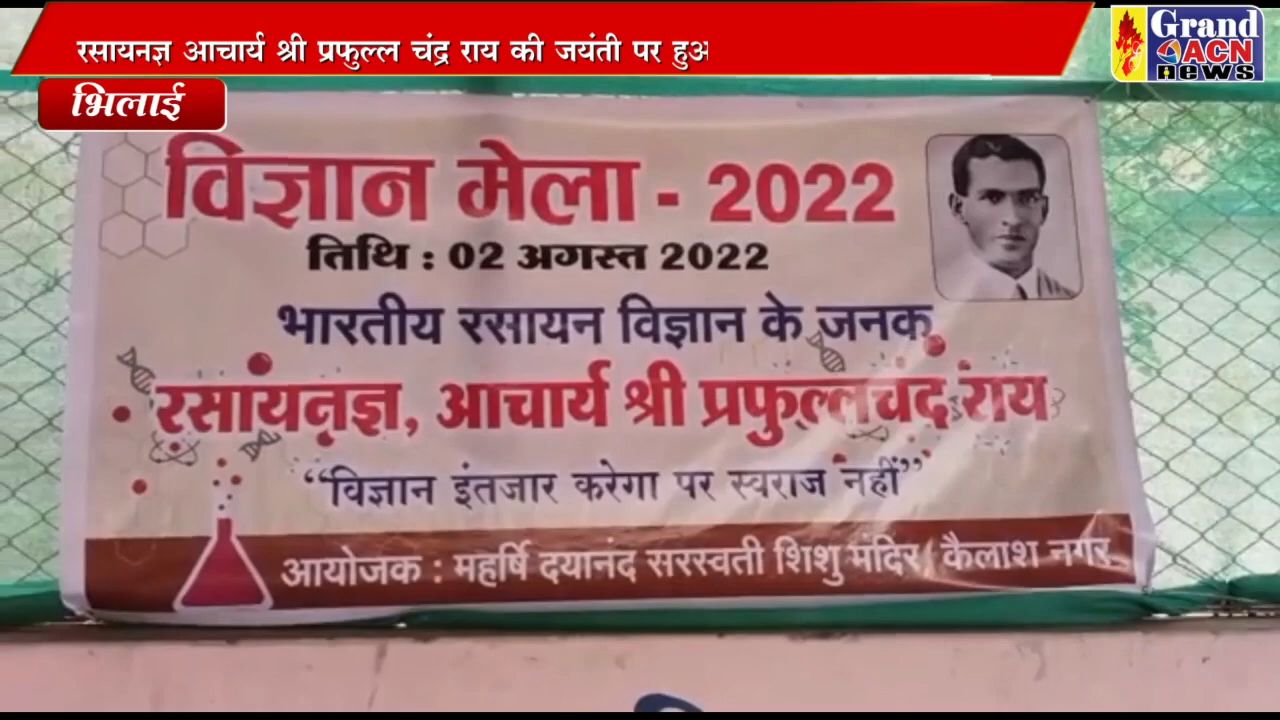 रसायनज्ञ आचार्य श्री प्रफुल्ल चंद्र राय की जयंती पर हुअ
Grand
ACN
news
भिलाई
विज्ञान मेला - 2022
तिथि : 02 अगस्त 2022
भारतीय रसायन विज्ञान के जनक
रसायनज्ञ, आचार्य श्री प्रफुल्लचंद राय
“विज्ञान इंतजार करेगा पर स्वराज नहीं”
आयोजक : महर्षि दयानंद सरस्वती शिशु मंदिर, कैलाश नगर